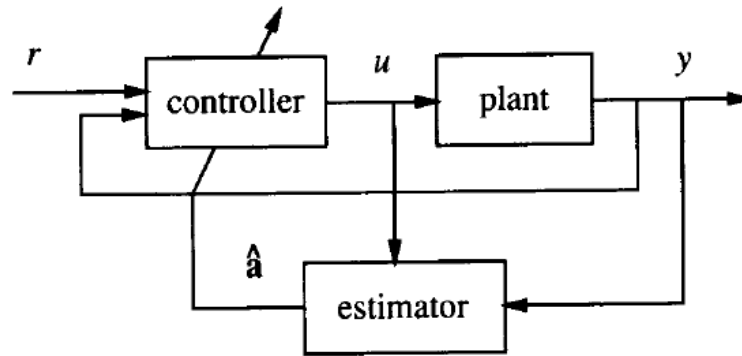 r
controller
u
plant
y
â
estimator